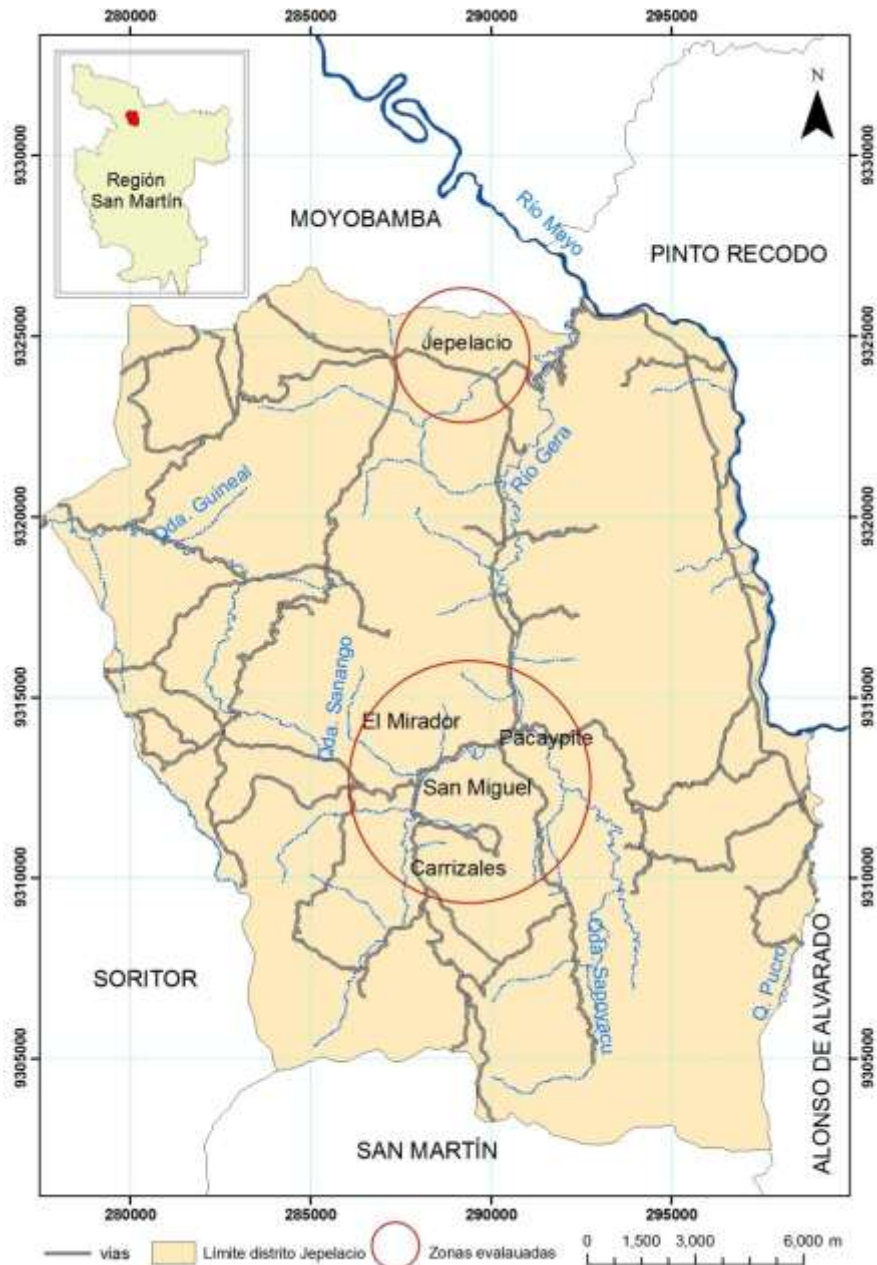 280000 285000 290000 295000
N
Región
San Martín
9330000 9330000
MOYOBAMBA
Río Mayo
PINTO RECODO
9325000 9325000
Jepelacio
Río Gera
Qda. Guineal
9320000 9320000
9315000 9315000
Qda. Sanango
El Mirador
Pacaypite
San Miguel
Carrizales
9310000 9310000
Qda. Sapoyacu
Q. Pucro
SORITOR
ALONSO DE ALVARADO
9305000 9305000
SAN MARTÍN
280000 285000 290000 295000
vías Límite distrito Jepelacio Zonas evalauadas
0 1,500 3,000 6,000 m